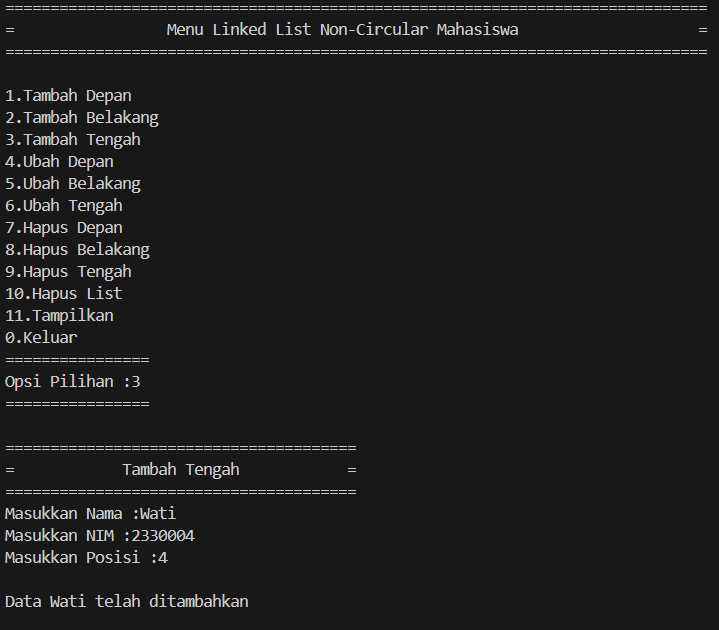 ==============================================================================
=                 Menu Linked List Non-Circular Mahasiswa                    =
==============================================================================
1.Tambah Depan
2.Tambah Belakang
3.Tambah Tengah
4.Ubah Depan
5.Ubah Belakang
6.Ubah Tengah
7.Hapus Depan
8.Hapus Belakang
9.Hapus Tengah
10.Hapus List
11.Tampilkan
0.Keluar
================
Opsi Pilihan :3
================
=======================================
=            Tambah Tengah            =
=======================================
Masukkan Nama :Wati
Masukkan NIM :2330004
Masukkan Posisi :4
Data Wati telah ditambahkan